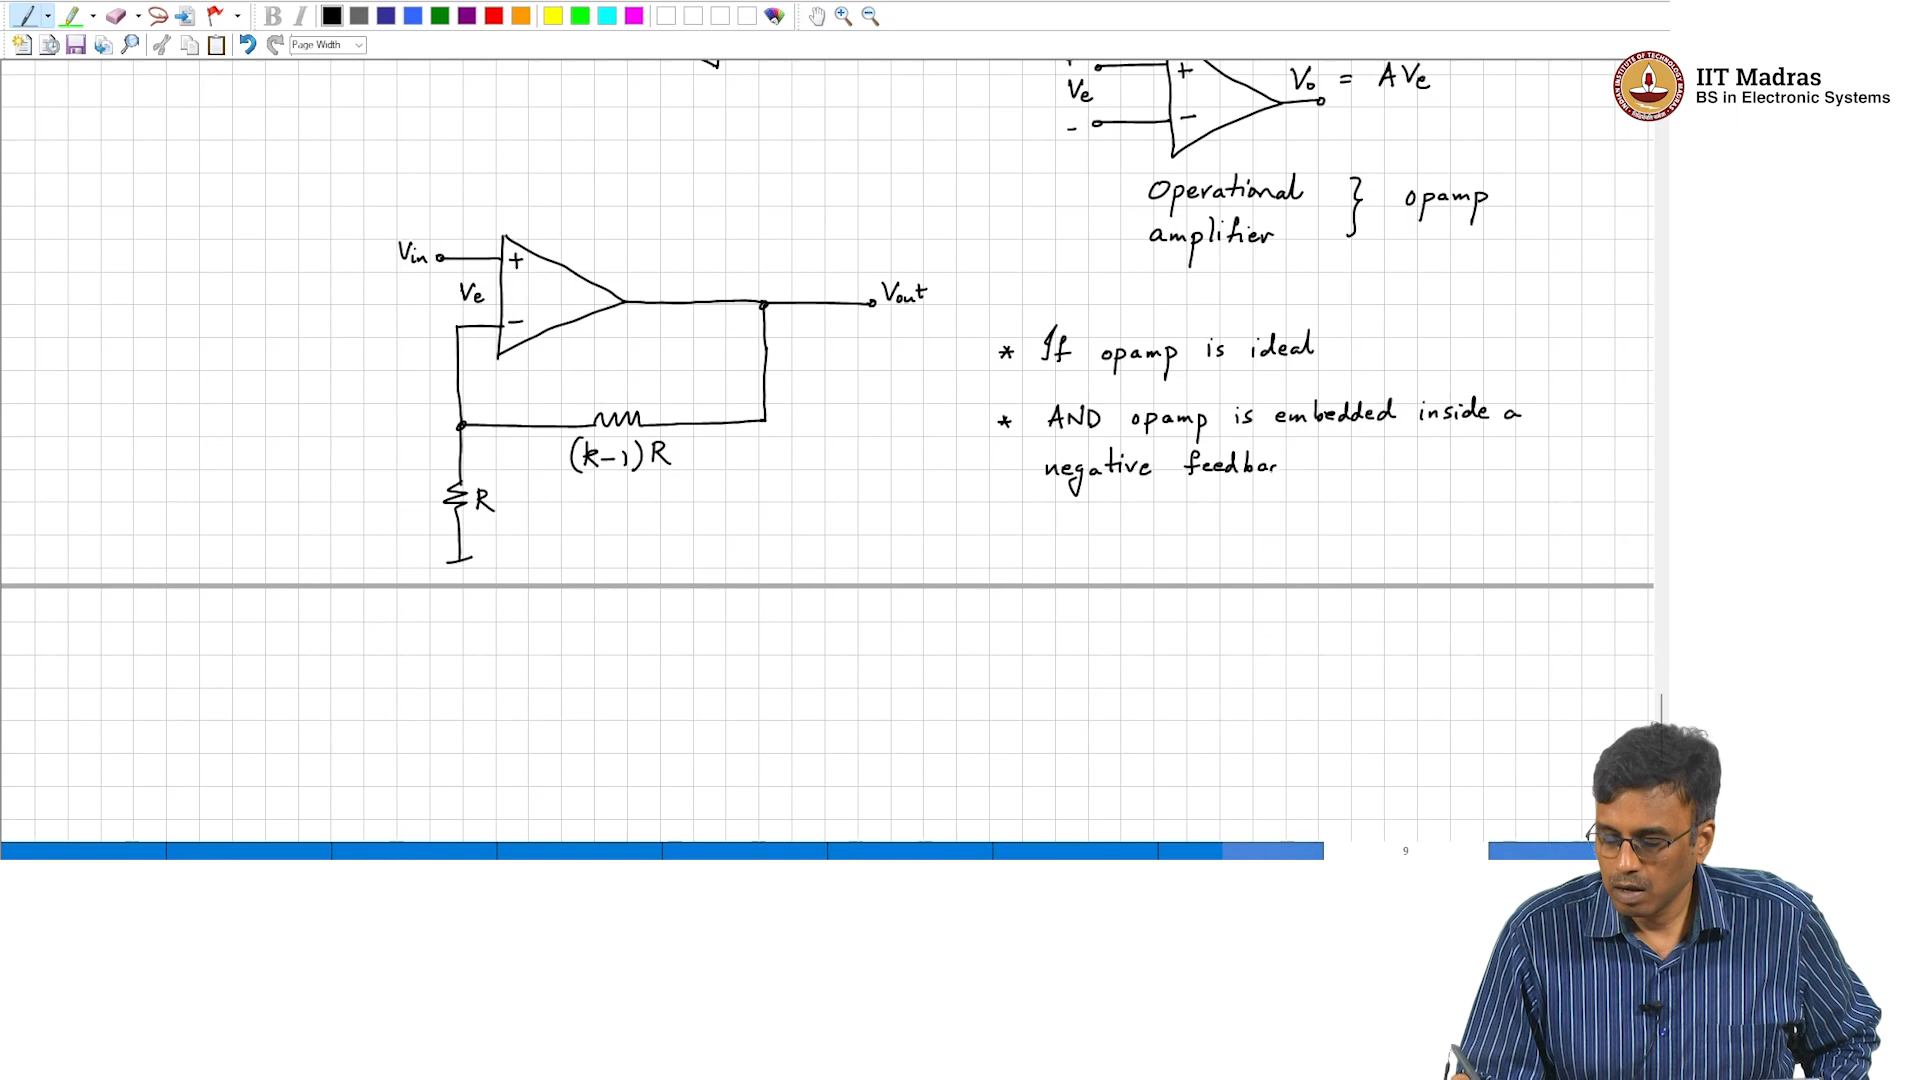 B I
Page Width
IIT Madras
BS in Electronic Systems
Ve + - Vo = AVe
Operational
amplifier } opamp
Vin + Ve - Vout
(k-1)R
R
* If opamp is ideal
* AND opamp is embedded inside a
negative feedbac
9